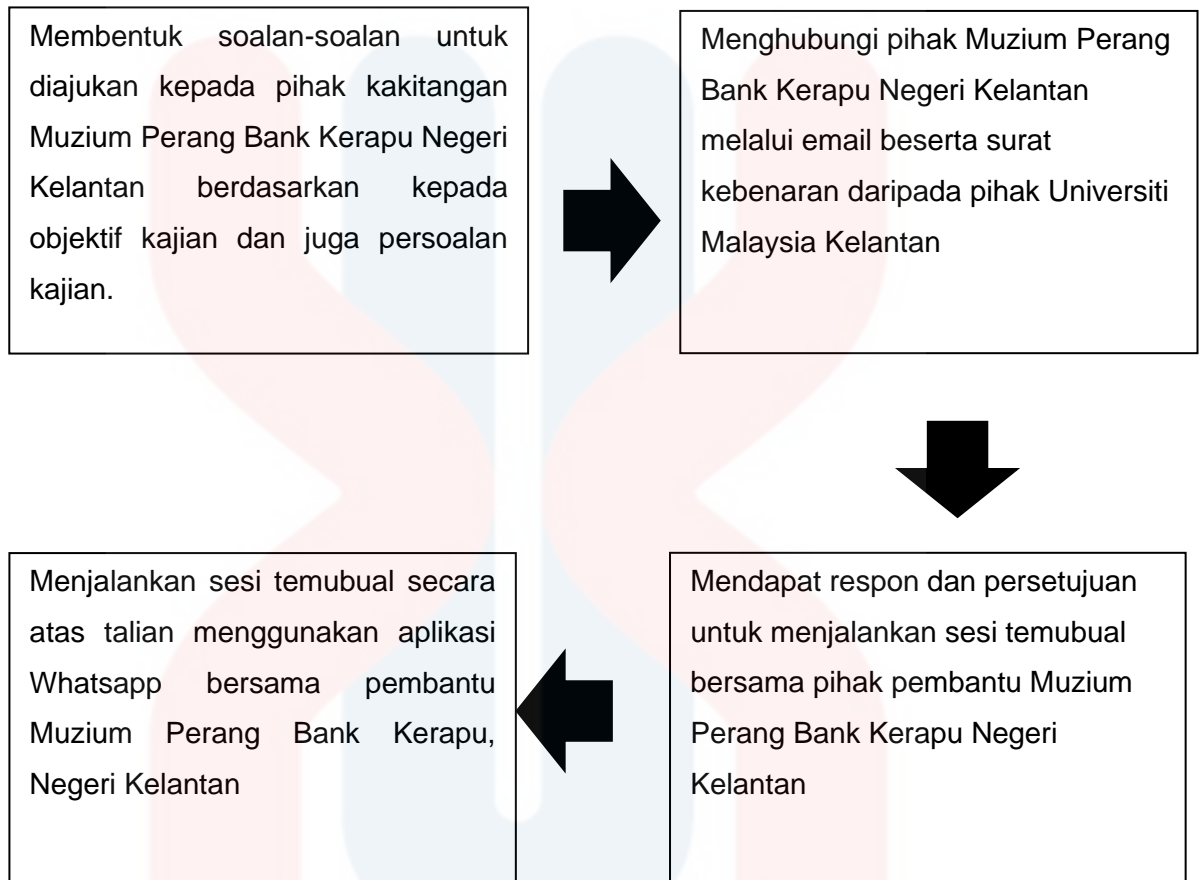 Membentuk soalan-soalan untuk
diajukan kepada pihak kakitangan
Muzium Perang Bank Kerapu Negeri
Kelantan berdasarkan kepada
objektif kajian dan juga persoalan
kajian.
Menghubungi pihak Muzium Perang
Bank Kerapu Negeri Kelantan
melalui email beserta surat
kebenaran daripada pihak Universiti
Malaysia Kelantan
Mendapat respon dan persetujuan
untuk menjalankan sesi temubual
bersama pihak pembantu Muzium
Perang Bank Kerapu Negeri
Kelantan
Menjalankan sesi temubual secara
atas talian menggunakan aplikasi
Whatsapp bersama pembantu
Muzium Perang Bank Kerapu,
Negeri Kelantan